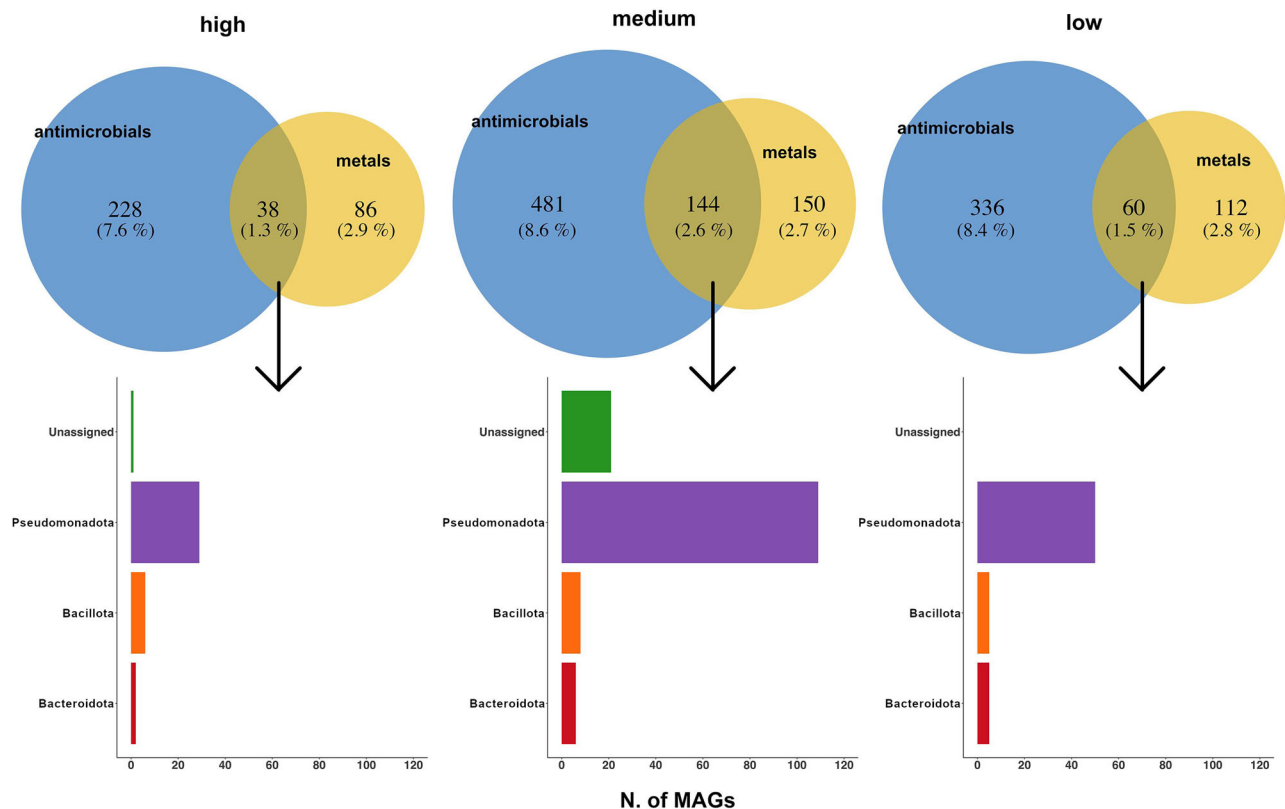 high
medium
low
antimicrobials
metals
228
(7.6 %)
38
(1.3 %)
86
(2.9 %)
antimicrobials
metals
481
(8.6 %)
144
(2.6 %)
150
(2.7 %)
antimicrobials
metals
336
(8.4 %)
60
(1.5 %)
112
(2.8 %)
Unassigned
Pseudomonadota
Bacillota
Bacteroidota
0 20 40 60 80 100 120
Unassigned
Pseudomonadota
Bacillota
Bacteroidota
0 20 40 60 80 100 120
Unassigned
Pseudomonadota
Bacillota
Bacteroidota
0 20 40 60 80 100 120
N. of MAGs